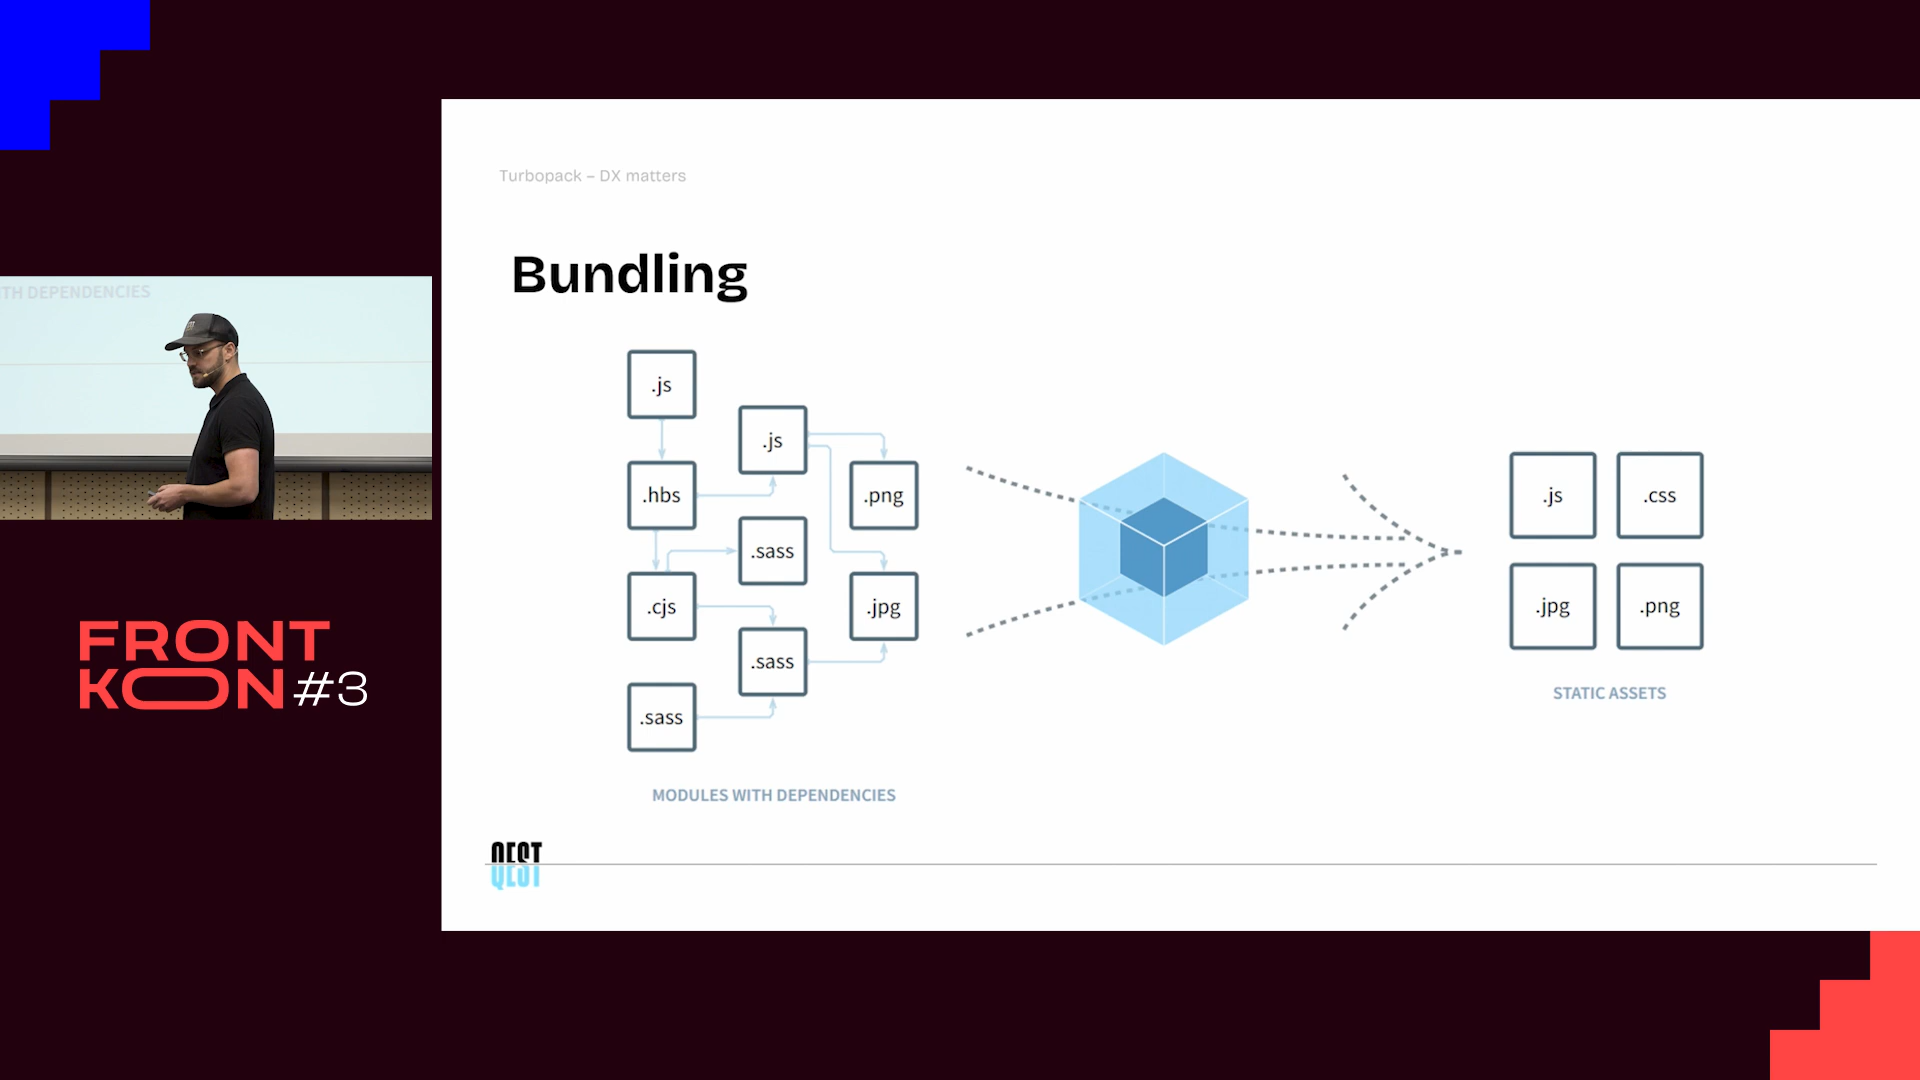 Turbopack – DX matters
Bundling
.js
.js
.hbs
.png
.sass
.cjs
.jpg
.sass
.sass
MODULES WITH DEPENDENCIES
.js
.css
.jpg
.png
STATIC ASSETS
QEST
TH DEPENDENCIES
FRONT
KON #3